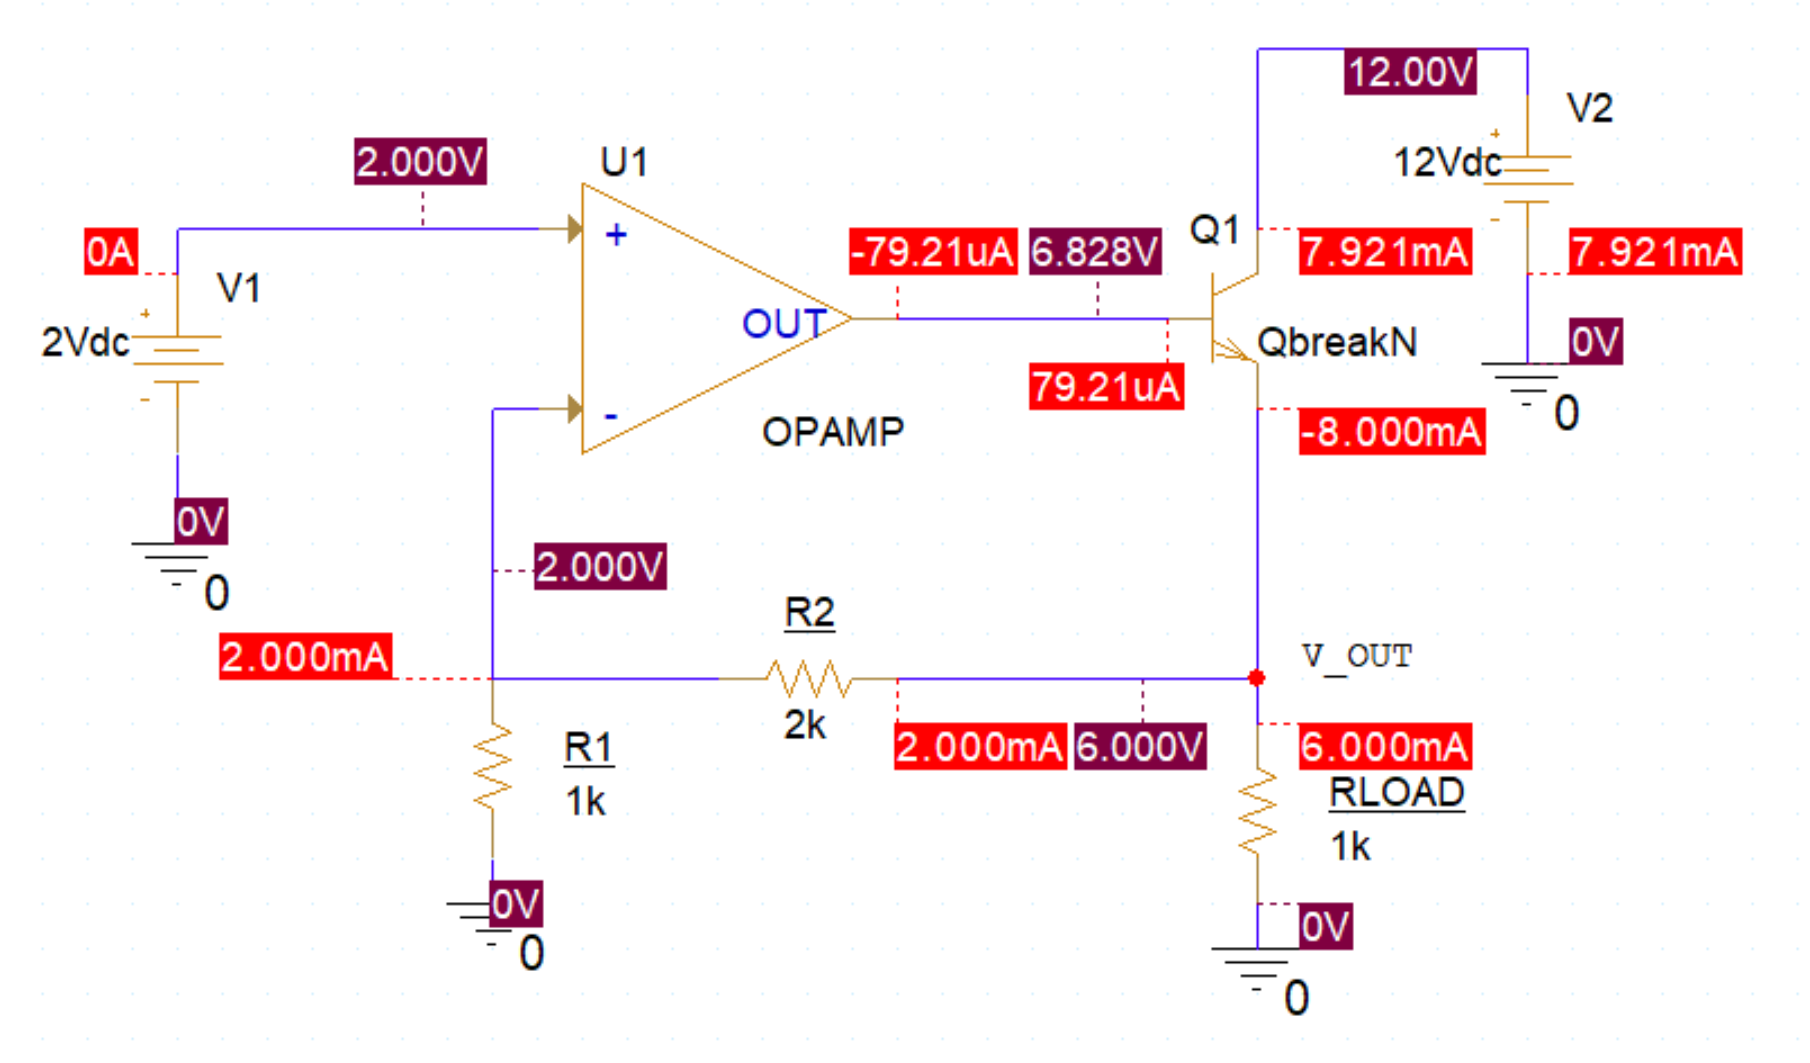 12.00V
V2
12Vdc
+
-
2.000V
U1
+
-
OUT
OPAMP
0A
V1
+
2Vdc
-
-79.21uA
6.828V
79.21uA
Q1
7.921mA
7.921mA
QbreakN
0V
0
-8.000mA
0V
0
2.000V
R2
2k
2.000mA
V_OUT
2.000mA
6.000V
6.000mA
R1
1k
RLOAD
1k
0V
0
0V
0